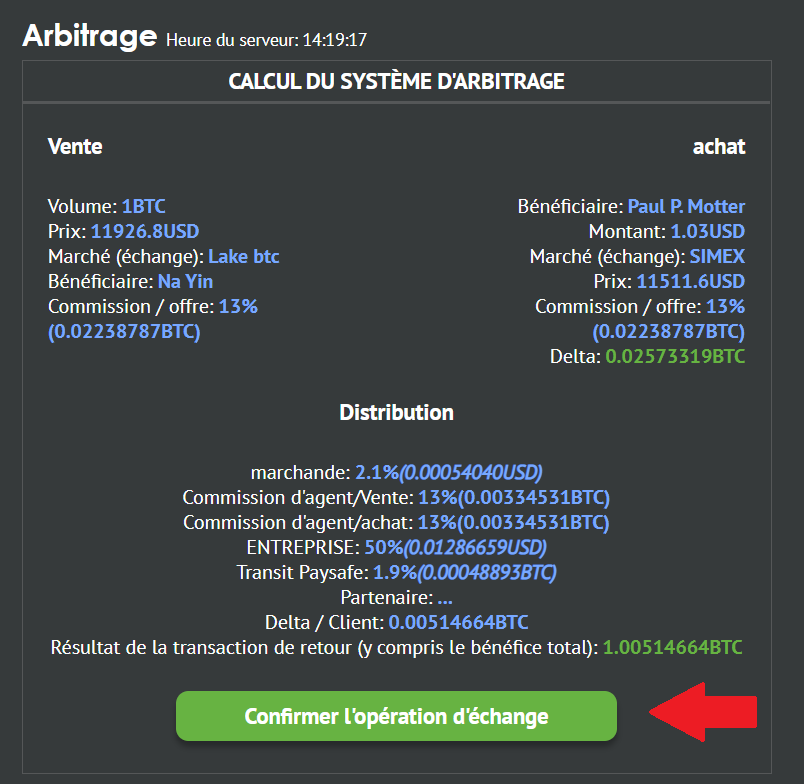 Arbitrage Heure du serveur: 14:19:17
CALCUL DU SYSTÈME D'ARBITRAGE
Vente
Volume: 1BTC
Prix: 11926.8USD
Marché (échange): Lake btc
Bénéficiaire: Na Yin
Commission / offre: 13%
(0.02238787BTC)
achat
Bénéficiaire: Paul P. Motter
Montant: 1.03USD
Marché (échange): SIMEX
Prix: 11511.6USD
Commission / offre: 13%
(0.02238787BTC)
Delta: 0.02573319BTC
Distribution
marchande: 2.1%(0.00054040USD)
Commission d'agent/Vente: 13%(0.00334531BTC)
Commission d'agent/achat: 13%(0.00334531BTC)
ENTREPRISE: 50%(0.01286659USD)
Transit Paysafe: 1.9%(0.00048893BTC)
Partenaire: ...
Delta / Client: 0.00514664BTC
Résultat de la transaction de retour (y compris le bénéfice total): 1.00514664BTC
Confirmer l'opération d'échange